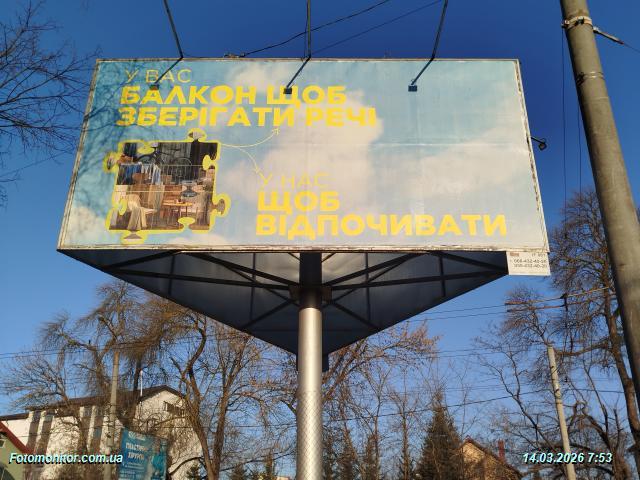 У ВАС
БАЛКОН ЩОБ
ЗБЕРІГАТИ РЕЧІ
У НАС
ЩОБ
ВІДПОЧИВАТИ
Fotomonitor.com.ua
14.03.2026 7:53